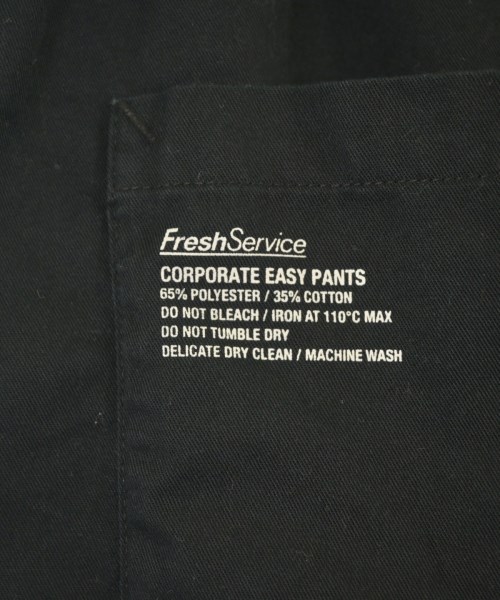 FreshService
CORPORATE EASY PANTS
65% POLYESTER / 35% COTTON
DO NOT BLEACH / IRON AT 110°C MAX
DO NOT TUMBLE DRY
DELICATE DRY CLEAN / MACHINE WASH